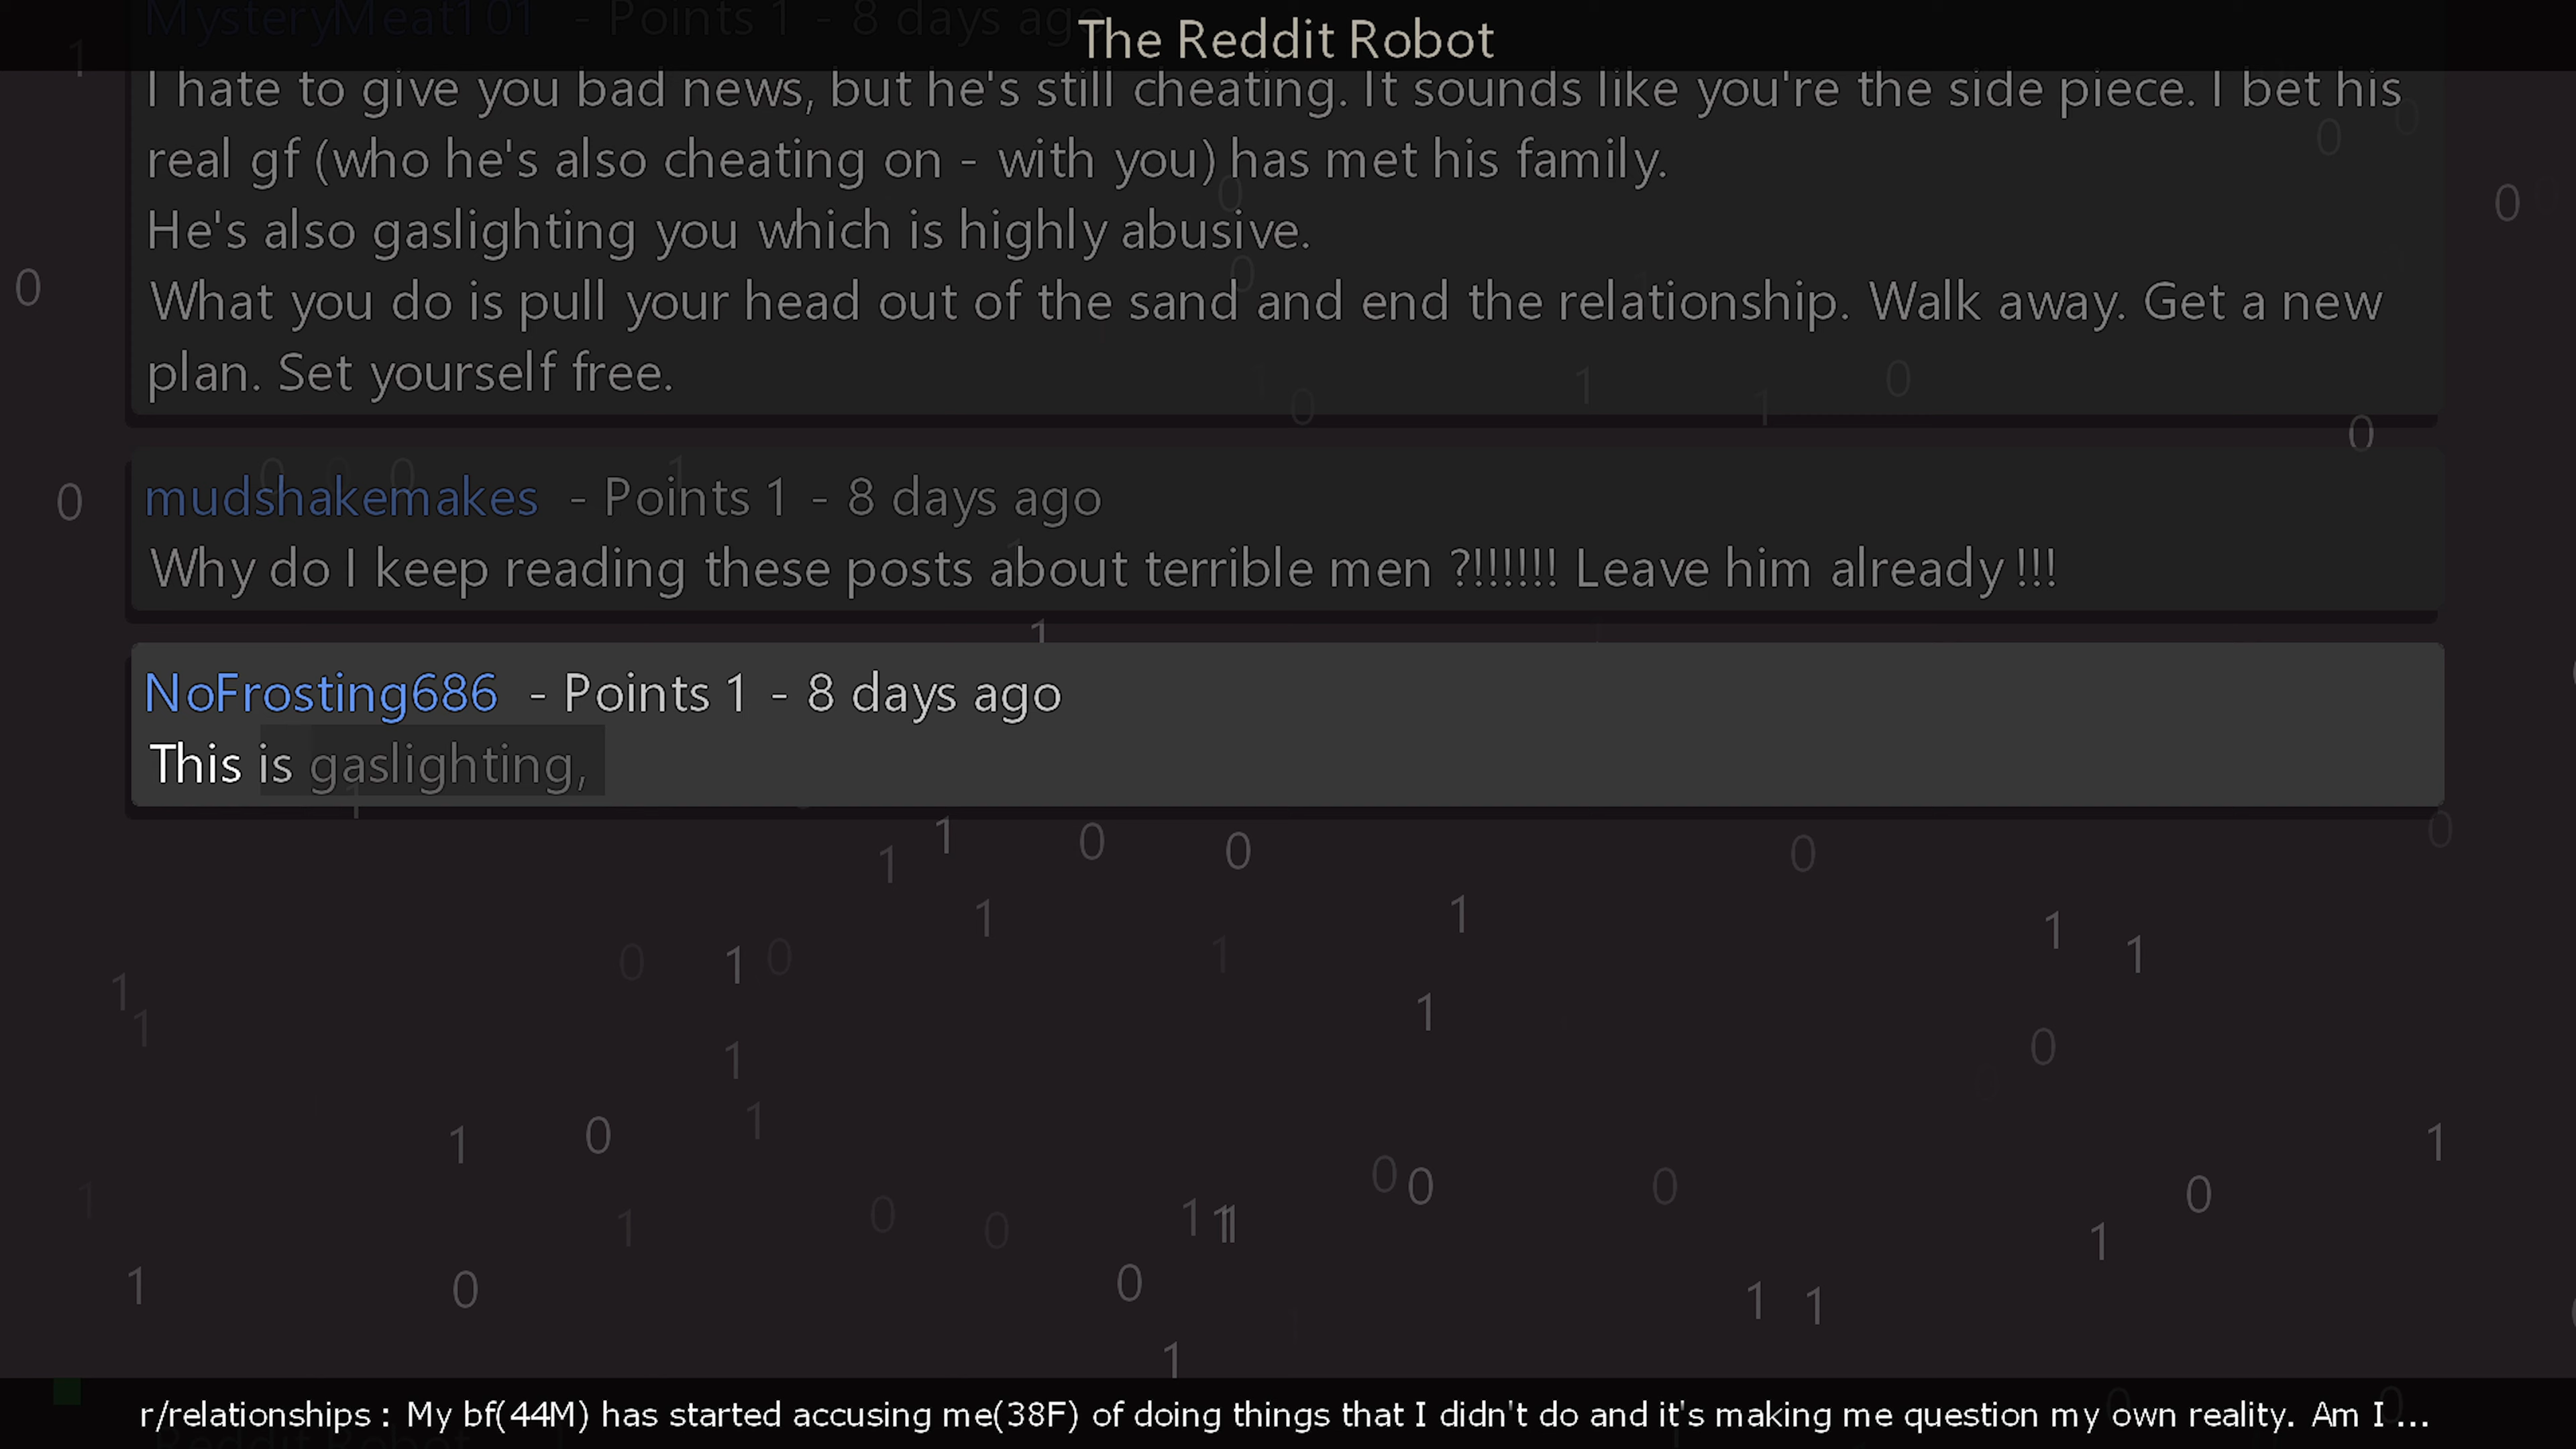 MysteryMeat101 - Points 1 - 8 days ago
The Reddit Robot
I hate to give you bad news, but he's still cheating. It sounds like you're the side piece. I bet his
real gf (who he's also cheating on - with you) has met his family.
He's also gaslighting you which is highly abusive.
What you do is pull your head out of the sand and end the relationship. Walk away. Get a new
plan. Set yourself free.
mudshakemakes - Points 1 - 8 days ago
Why do I keep reading these posts about terrible men ?!!!!!! Leave him already !!!
NoFrosting686 - Points 1 - 8 days ago
This is gaslighting,
r/relationships : My bf(44M) has started accusing me(38F) of doing things that I didn't do and it's making me question my own reality. Am I ...
Reddit Robot